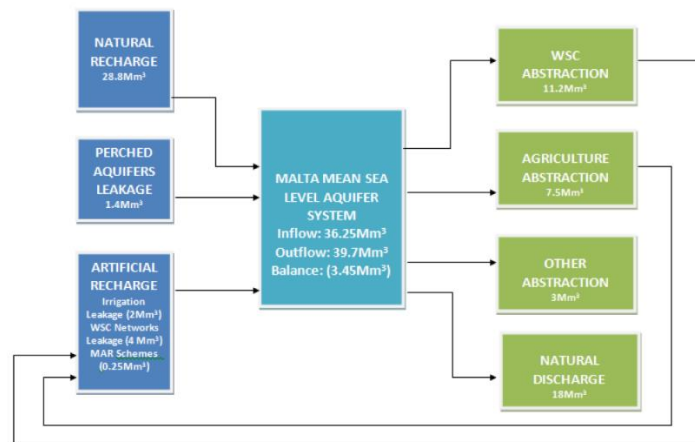 NATURAL
RECHARGE
28.8Mm³
PERCHED
AQUIFERS
LEAKAGE
1.4Mm³
ARTIFICIAL
RECHARGE
Irrigation
Leakage (2Mm³)
WSC Networks
Leakage (4 Mm³)
MAR Schemes
(0.25Mm³)
MALTA MEAN SEA
LEVEL AQUIFER
SYSTEM
Inflow: 36.25Mm³
Outflow: 39.7Mm³
Balance: (3.45Mm³)
WSC
ABSTRACTION
11.2Mm³
AGRICULTURE
ABSTRACTION
7.5Mm³
OTHER
ABSTRACTION
3Mm³
NATURAL
DISCHARGE
18Mm³